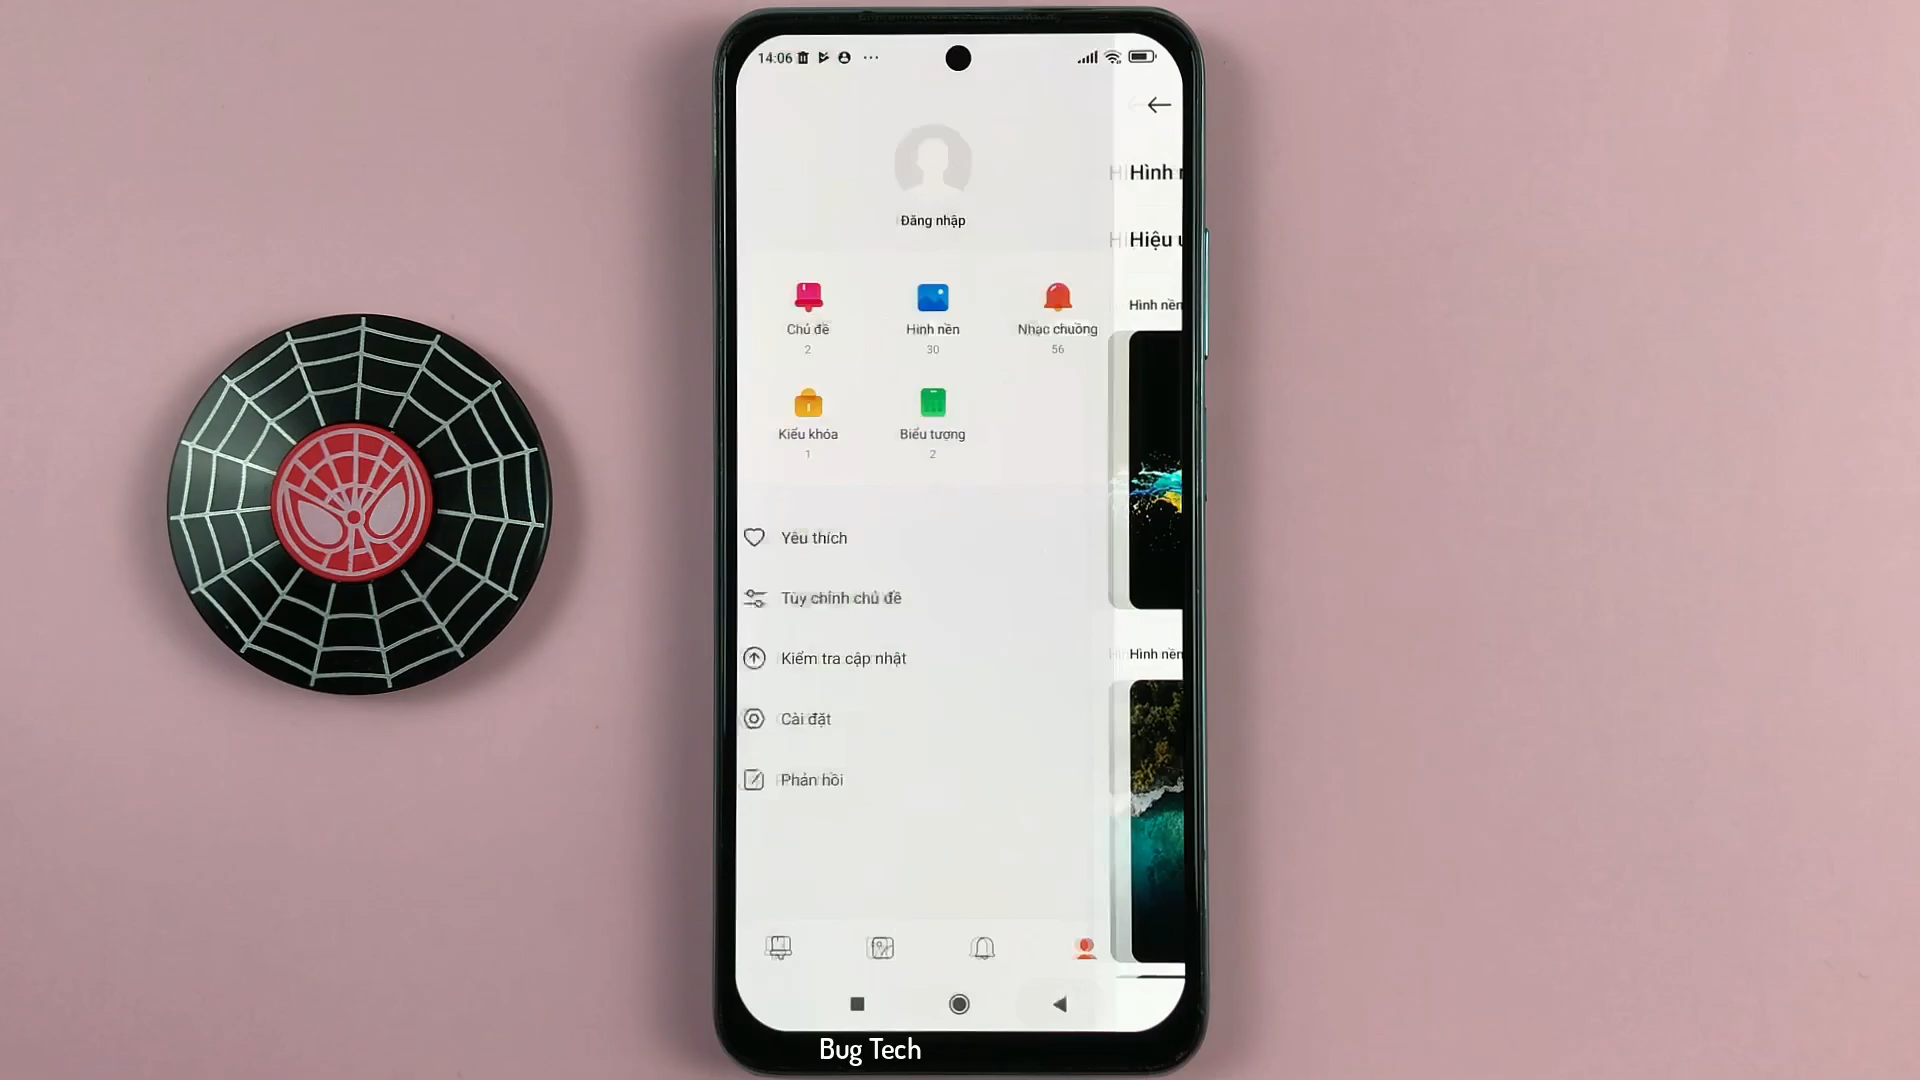 14:06
Đăng nhập
Chủ đề
2
Hình nền
30
Nhạc chuông
56
Kiểu khóa
1
Biểu tượng
2
Yêu thích
Tùy chỉnh chủ đề
Kiểm tra cập nhật
Cài đặt
Phản hồi
Hình
Hiệu
Hình nền
Hình nền
Bug Tech